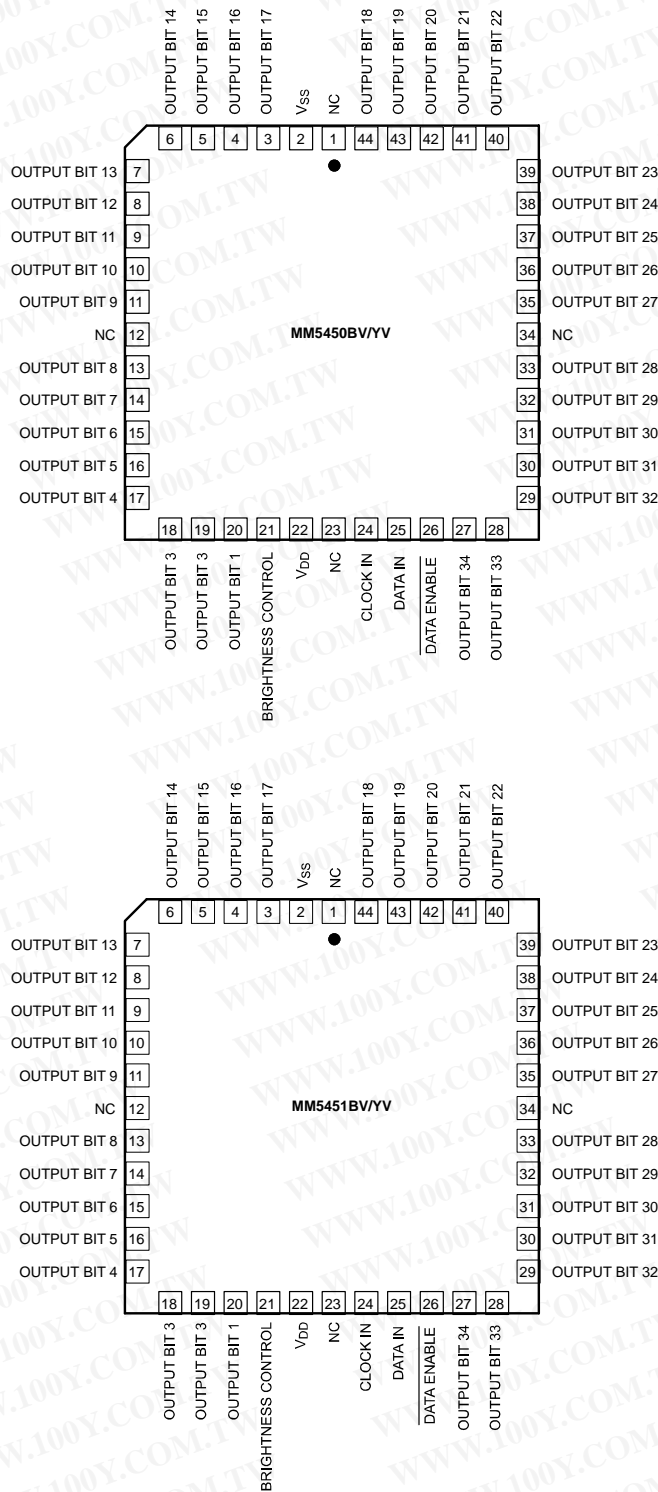 OUTPUT BIT 14
OUTPUT BIT 15
OUTPUT BIT 16
OUTPUT BIT 17
VSS
NC
OUTPUT BIT 18
OUTPUT BIT 19
OUTPUT BIT 20
OUTPUT BIT 21
OUTPUT BIT 22
6 5 4 3 2 1 44 43 42 41 40
OUTPUT BIT 13 7 39 OUTPUT BIT 23
OUTPUT BIT 12 8 38 OUTPUT BIT 24
OUTPUT BIT 11 9 37 OUTPUT BIT 25
OUTPUT BIT 10 10 36 OUTPUT BIT 26
OUTPUT BIT 9 11 35 OUTPUT BIT 27
NC 12 MM5450BV/YV 34 NC
OUTPUT BIT 8 13 33 OUTPUT BIT 28
OUTPUT BIT 7 14 32 OUTPUT BIT 29
OUTPUT BIT 6 15 31 OUTPUT BIT 30
OUTPUT BIT 5 16 30 OUTPUT BIT 31
OUTPUT BIT 4 17 29 OUTPUT BIT 32
18 19 20 21 22 23 24 25 26 27 28
OUTPUT BIT 3
OUTPUT BIT 3
OUTPUT BIT 1
BRIGHTNESS CONTROL
VDD
NC
CLOCK IN
DATA IN
DATA ENABLE
OUTPUT BIT 34
OUTPUT BIT 33
OUTPUT BIT 14
OUTPUT BIT 15
OUTPUT BIT 16
OUTPUT BIT 17
VSS
NC
OUTPUT BIT 18
OUTPUT BIT 19
OUTPUT BIT 20
OUTPUT BIT 21
OUTPUT BIT 22
6 5 4 3 2 1 44 43 42 41 40
OUTPUT BIT 13 7 39 OUTPUT BIT 23
OUTPUT BIT 12 8 38 OUTPUT BIT 24
OUTPUT BIT 11 9 37 OUTPUT BIT 25
OUTPUT BIT 10 10 36 OUTPUT BIT 26
OUTPUT BIT 9 11 35 OUTPUT BIT 27
NC 12 MM5451BV/YV 34 NC
OUTPUT BIT 8 13 33 OUTPUT BIT 28
OUTPUT BIT 7 14 32 OUTPUT BIT 29
OUTPUT BIT 6 15 31 OUTPUT BIT 30
OUTPUT BIT 5 16 30 OUTPUT BIT 31
OUTPUT BIT 4 17 29 OUTPUT BIT 32
18 19 20 21 22 23 24 25 26 27 28
OUTPUT BIT 3
OUTPUT BIT 3
OUTPUT BIT 1
BRIGHTNESS CONTROL
VDD
NC
CLOCK IN
DATA IN
DATA ENABLE
OUTPUT BIT 34
OUTPUT BIT 33
WWW.100Y.COM.TW